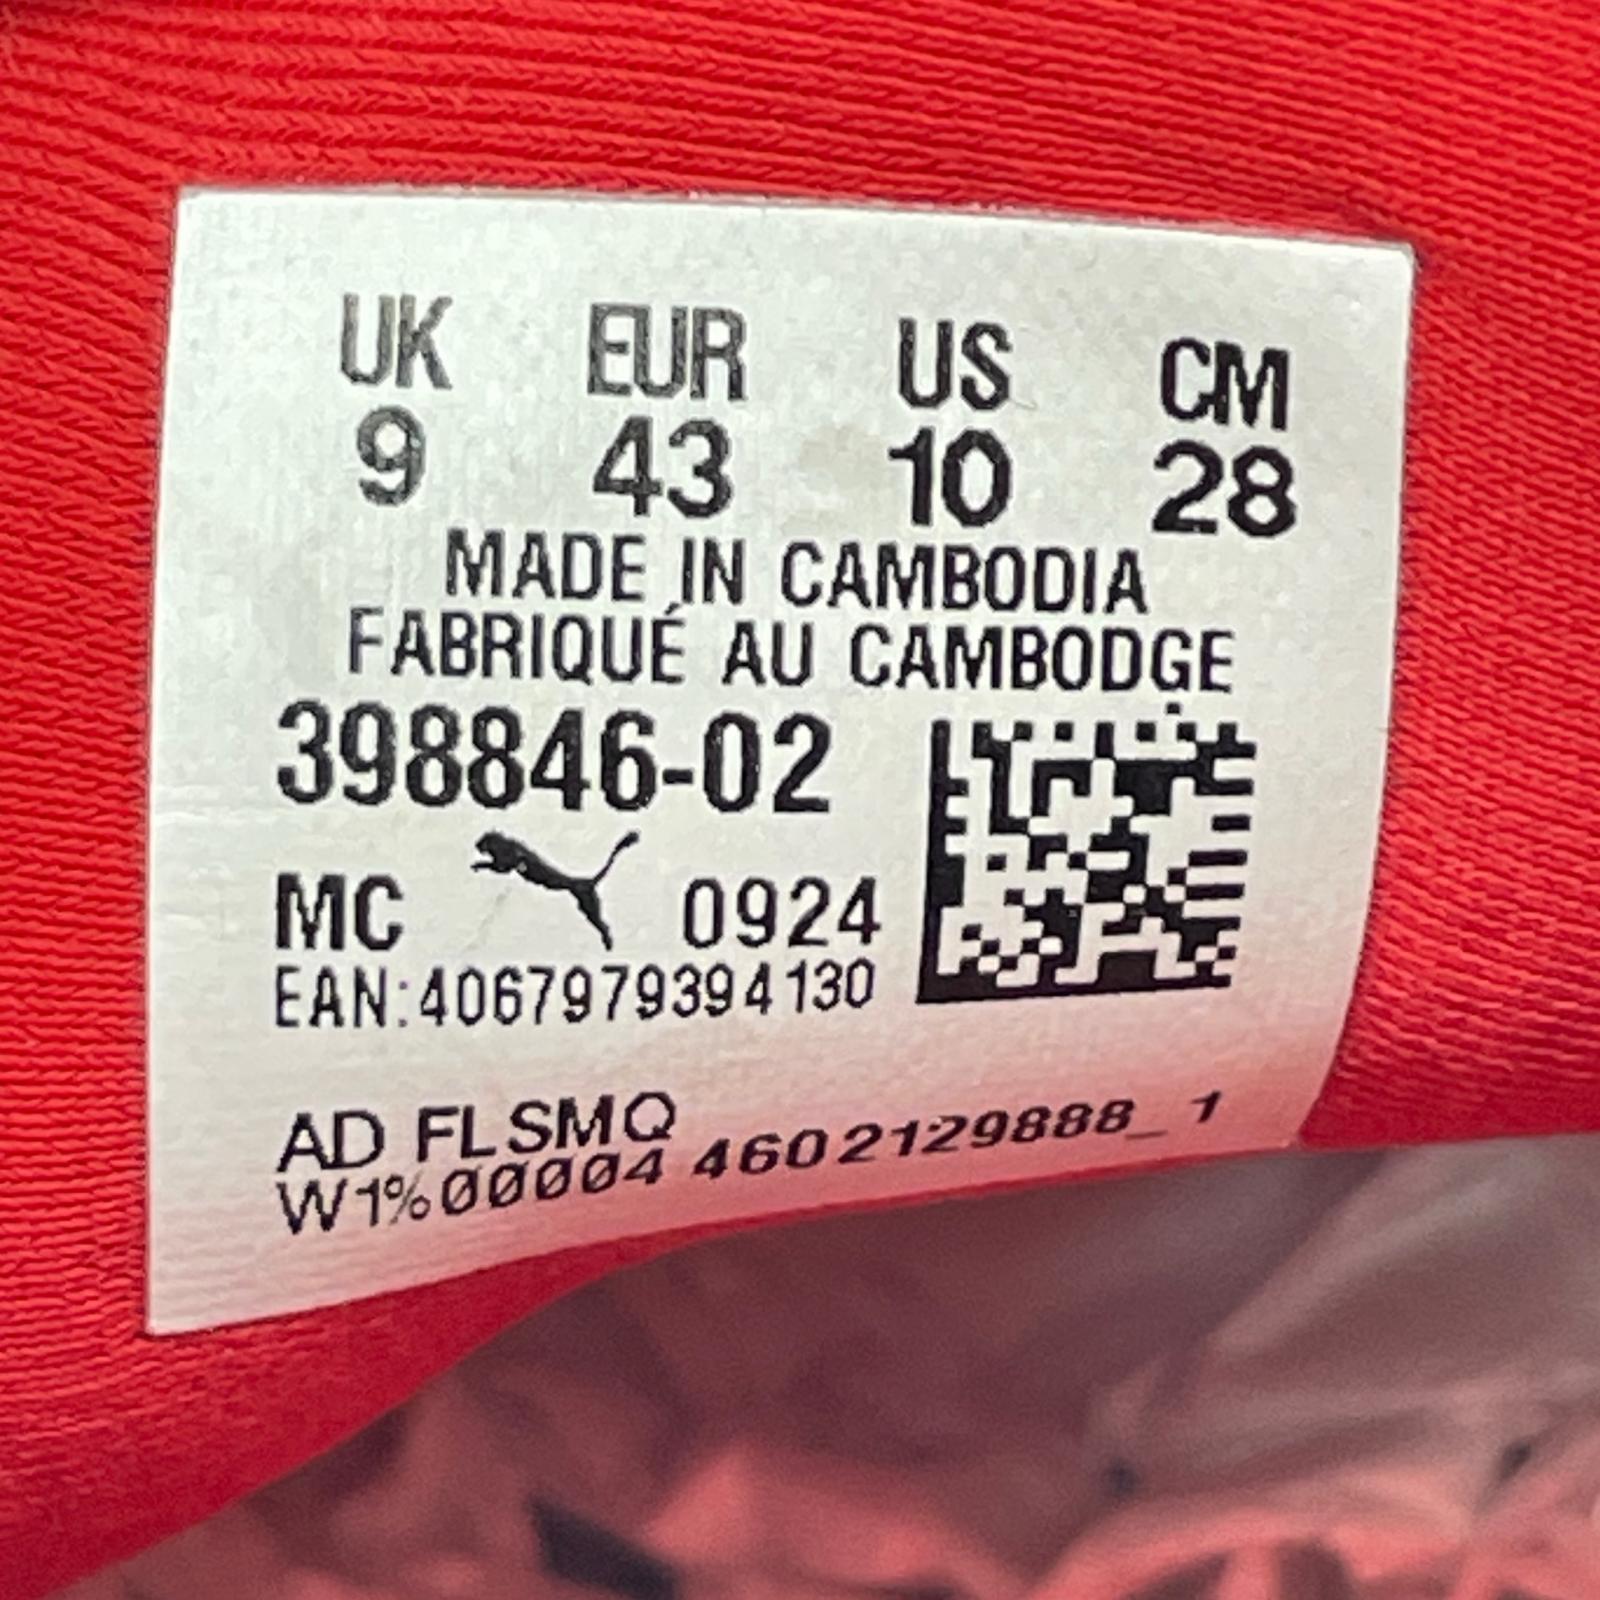 UK EUR US CM
9 43 10 28
MADE IN CAMBODIA
FABRIQUÉ AU CAMBODGE
398846-02
MC 0924
EAN:4067979394130
AD FLSMQ
W1%00004 4602129888_1